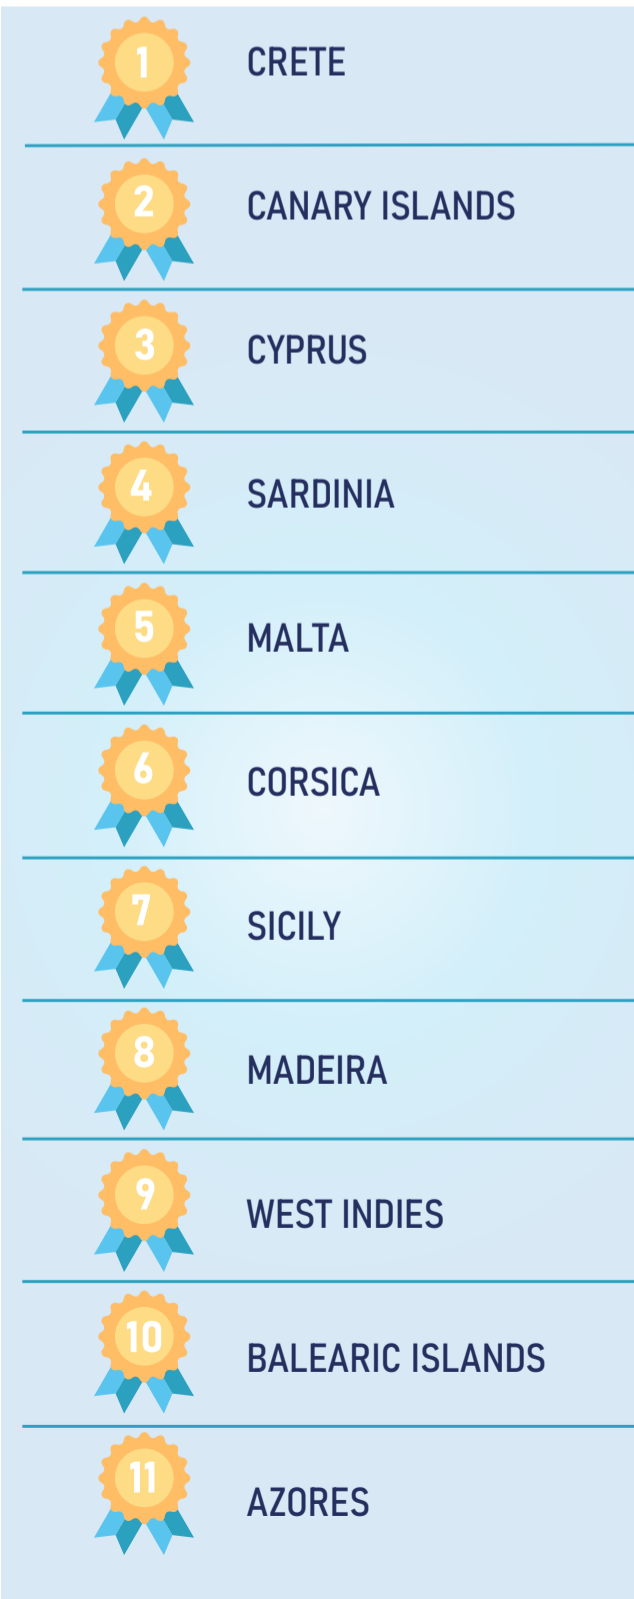 1 CRETE
2 CANARY ISLANDS
3 CYPRUS
4 SARDINIA
5 MALTA
6 CORSICA
7 SICILY
8 MADEIRA
9 WEST INDIES
10 BALEARIC ISLANDS
11 AZORES